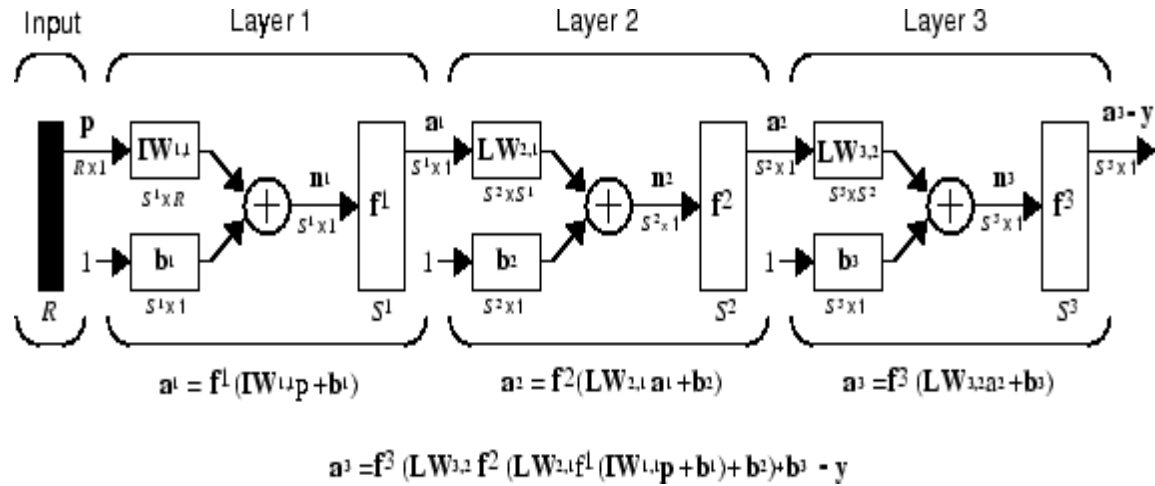 Input Layer 1 Layer 2 Layer 3
p a¹ a² a³ - y
IW¹,¹ LW²,¹ LW³,²
R x 1 S¹ x 1 S² x 1 S³ x 1
S¹ x R n¹ S² x S¹ n² S³ x S² n³
+ f¹ + f² + f³
S¹ x 1 S² x 1 S³ x 1
1 b¹ 1 b² 1 b³
R S¹ x 1 S¹ S² x 1 S² S³ x 1 S³
a¹ = f¹ (IW¹,¹p + b¹) a² = f² (LW²,¹ a¹ + b²) a³ = f³ (LW³,² a² + b³)
a³ = f³ (LW³,² f² (LW²,¹ f¹ (IW¹,¹p + b¹) + b²) + b³ - y